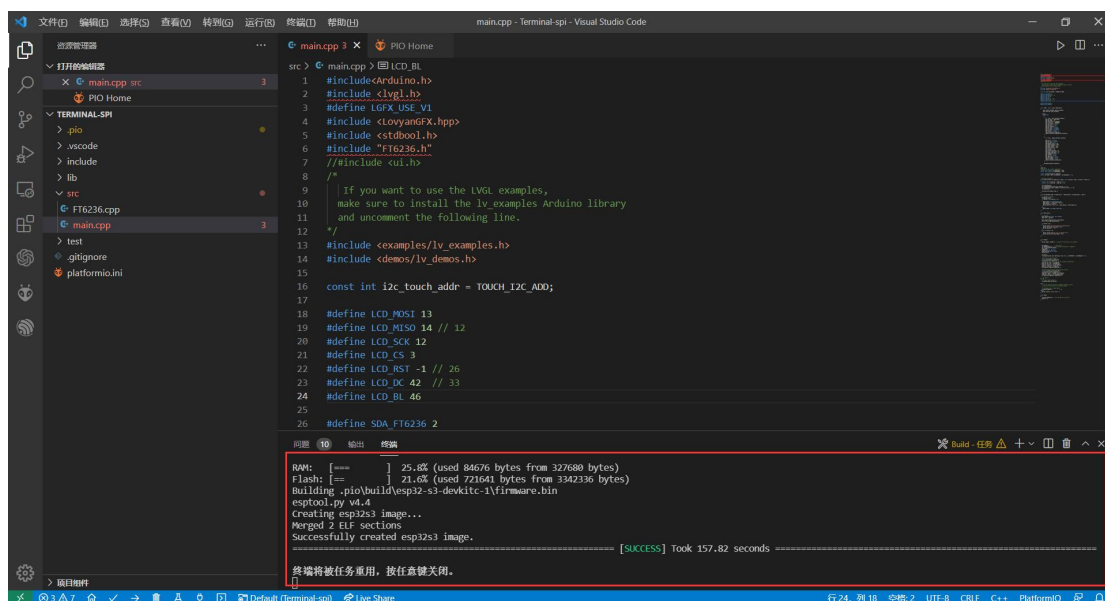 文件(F) 编辑(E) 选择(S) 查看(V) 转到(G) 运行(R) 终端(T) 帮助(H) main.cpp - Terminal-spi - Visual Studio Code
资源管理器
打开的编辑器
main.cpp src 3
PIO Home
TERMINAL-SPI
.pio
.vscode
include
lib
src
FT6236.cpp
main.cpp 3
test
.gitignore
platformio.ini
项目组件
main.cpp 3 PIO Home
src > main.cpp > LCD_BL
1 #include<Arduino.h>
2 #include <lvgl.h>
3 #define LGFX_USE_V1
4 #include <LovyanGFX.hpp>
5 #include <stdbool.h>
6 #include "FT6236.h"
7 //#include <ui.h>
8 /*
9 If you want to use the LVGL examples,
10 make sure to install the lv_examples Arduino library
11 and uncomment the following line.
12 */
13 #include <examples/lv_examples.h>
14 #include <demos/lv_demos.h>
15
16 const int i2c_touch_addr = TOUCH_I2C_ADD;
17
18 #define LCD_MOSI 13
19 #define LCD_MISO 14 // 12
20 #define LCD_SCK 12
21 #define LCD_CS 3
22 #define LCD_RST -1 // 26
23 #define LCD_DC 42 // 33
24 #define LCD_BL 46
25
26 #define SDA_FT6236 2
问题 10 输出 终端 Build - 任务
RAM: [=== ] 25.8% (used 84676 bytes from 327680 bytes)
Flash: [== ] 21.6% (used 721641 bytes from 3342336 bytes)
Building .pio\build\esp32-s3-devkitc-1\firmware.bin
esptool.py v4.4
Creating esp32s3 image...
Merged 2 ELF sections
Successfully created esp32s3 image.
[SUCCESS] Took 157.82 seconds
终端将被任务重用，按任意键关闭。
3 7 Default (Terminal-spi) Live Share 行 24，列 18 空格: 2 UTF-8 CRLF C++ PlatformIO